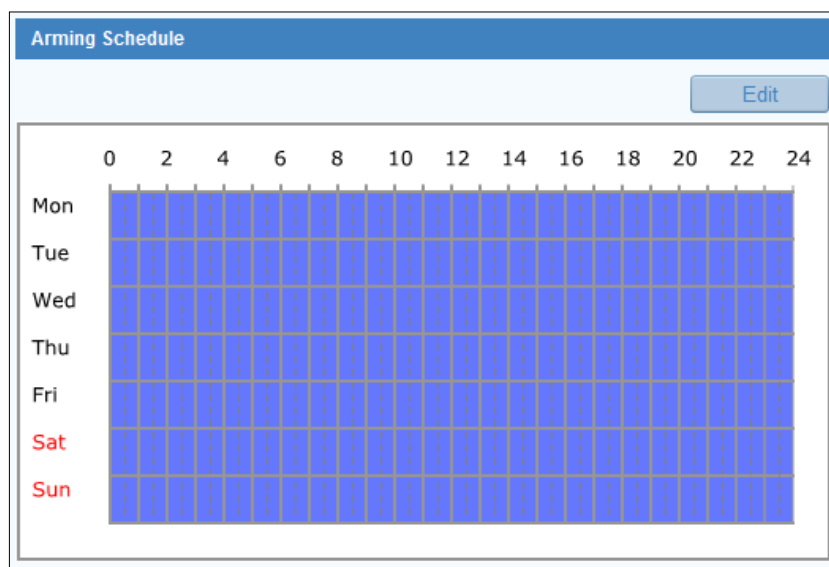 Arming Schedule
Edit
0 2 4 6 8 10 12 14 16 18 20 22 24
Mon
Tue
Wed
Thu
Fri
Sat
Sun